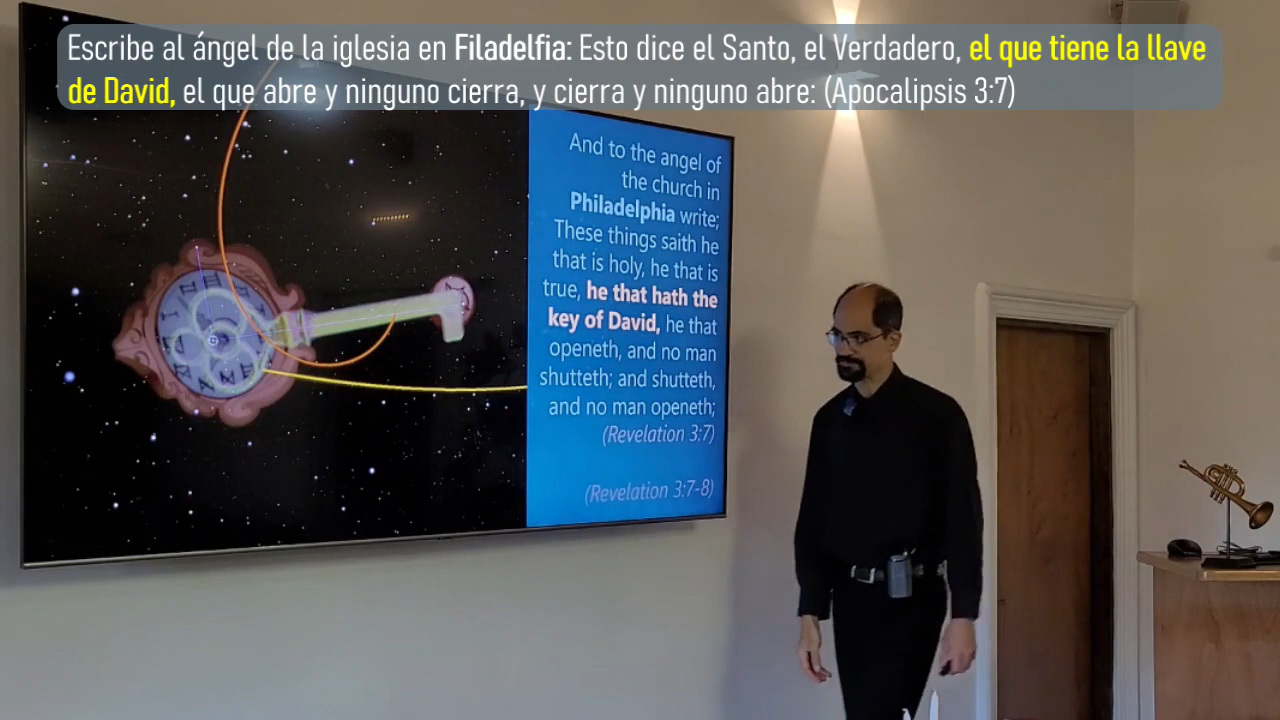 Escribe al ángel de la iglesia en Filadelfia: Esto dice el Santo, el Verdadero, el que tiene la llave
de David, el que abre y ninguno cierra, y cierra y ninguno abre: (Apocalipsis 3:7)
And to the angel of
the church in
Philadelphia write;
These things saith he
that is holy, he that is
true, he that hath the
key of David, he that
openeth, and no man
shutteth; and shutteth,
and no man openeth;
(Revelation 3:7)
(Revelation 3:7-8)